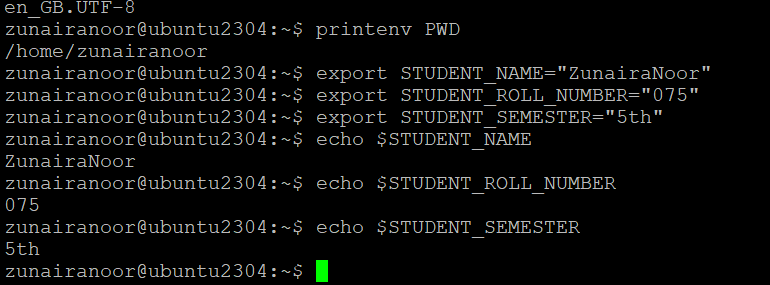 en_GB.UTF-8
zunairanoor@ubuntu2304:~$ printenv PWD
/home/zunairanoor
zunairanoor@ubuntu2304:~$ export STUDENT_NAME="ZunairaNoor"
zunairanoor@ubuntu2304:~$ export STUDENT_ROLL_NUMBER="075"
zunairanoor@ubuntu2304:~$ export STUDENT_SEMESTER="5th"
zunairanoor@ubuntu2304:~$ echo $STUDENT_NAME
ZunairaNoor
zunairanoor@ubuntu2304:~$ echo $STUDENT_ROLL_NUMBER
075
zunairanoor@ubuntu2304:~$ echo $STUDENT_SEMESTER
5th
zunairanoor@ubuntu2304:~$